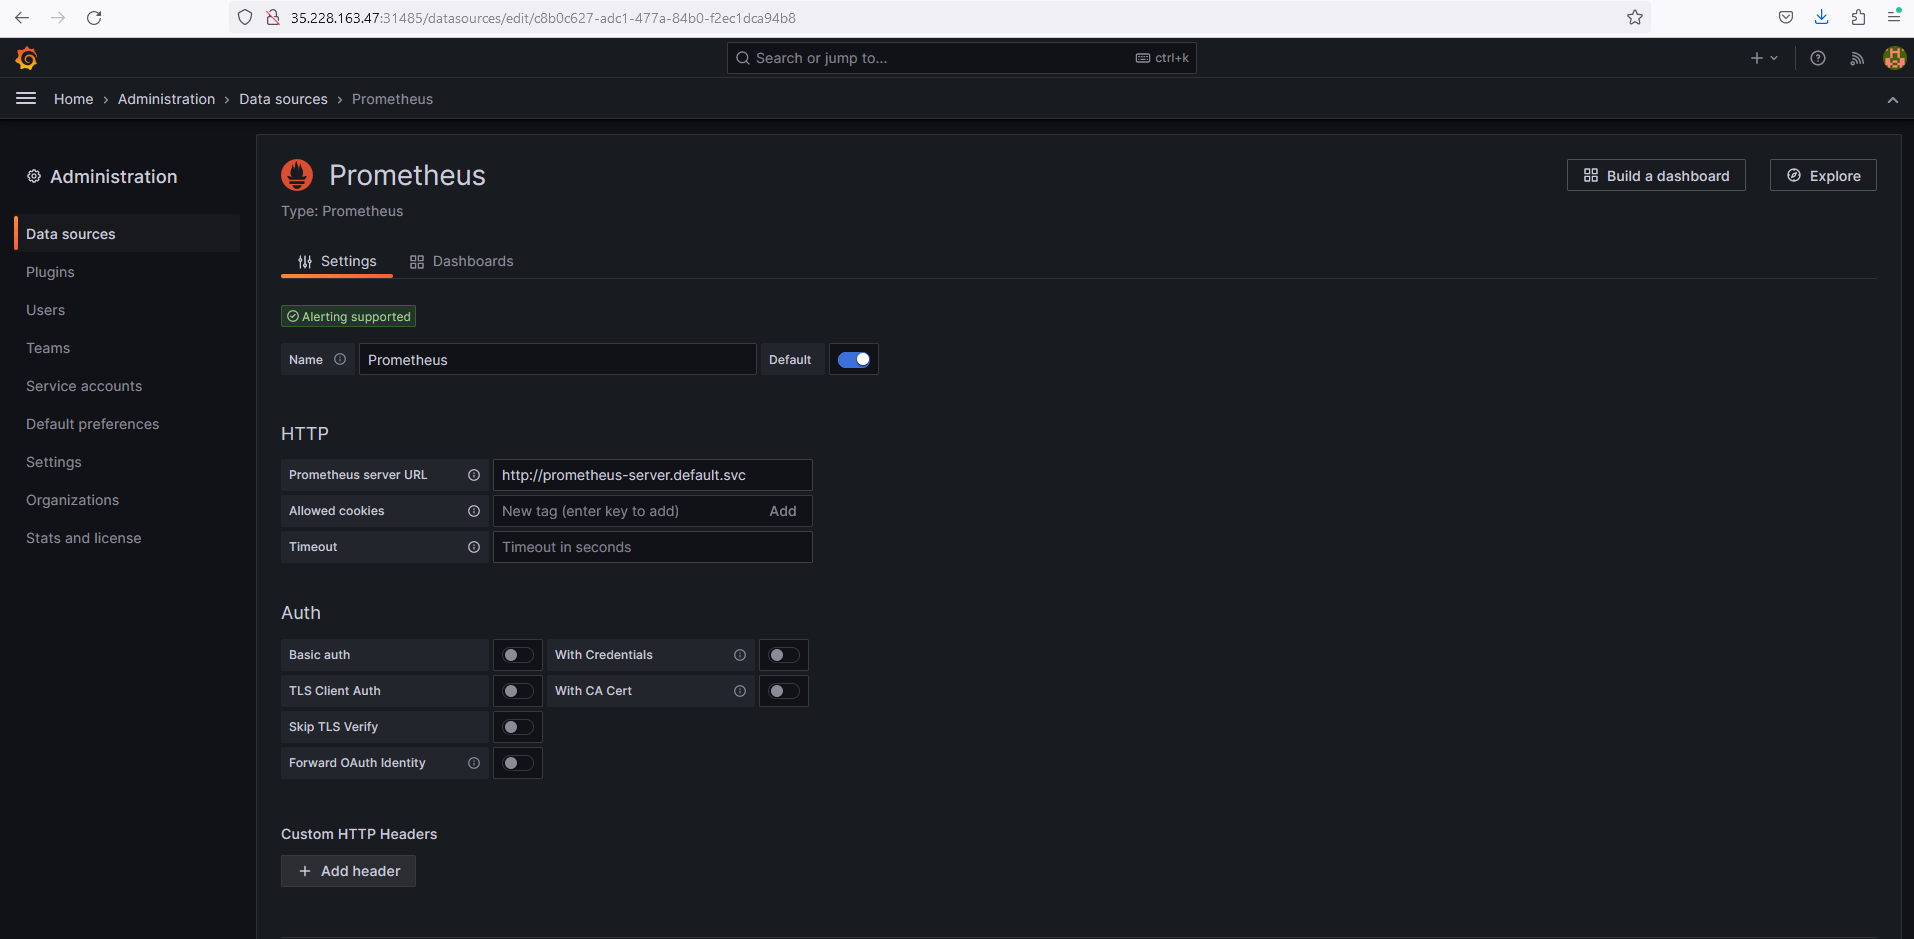 35.228.163.47:31485/datasources/edit/c8b0c627-adc1-477a-84b0-f2ec1dca94b8
Search or jump to... ctrl+k
Home › Administration › Data sources › Prometheus
Administration
Data sources
Plugins
Users
Teams
Service accounts
Default preferences
Settings
Organizations
Stats and license
Prometheus
Build a dashboard
Explore
Type: Prometheus
Settings Dashboards
Alerting supported
Name Prometheus Default
HTTP
Prometheus server URL http://prometheus-server.default.svc
Allowed cookies New tag (enter key to add) Add
Timeout Timeout in seconds
Auth
Basic auth With Credentials
TLS Client Auth With CA Cert
Skip TLS Verify
Forward OAuth Identity
Custom HTTP Headers
+ Add header